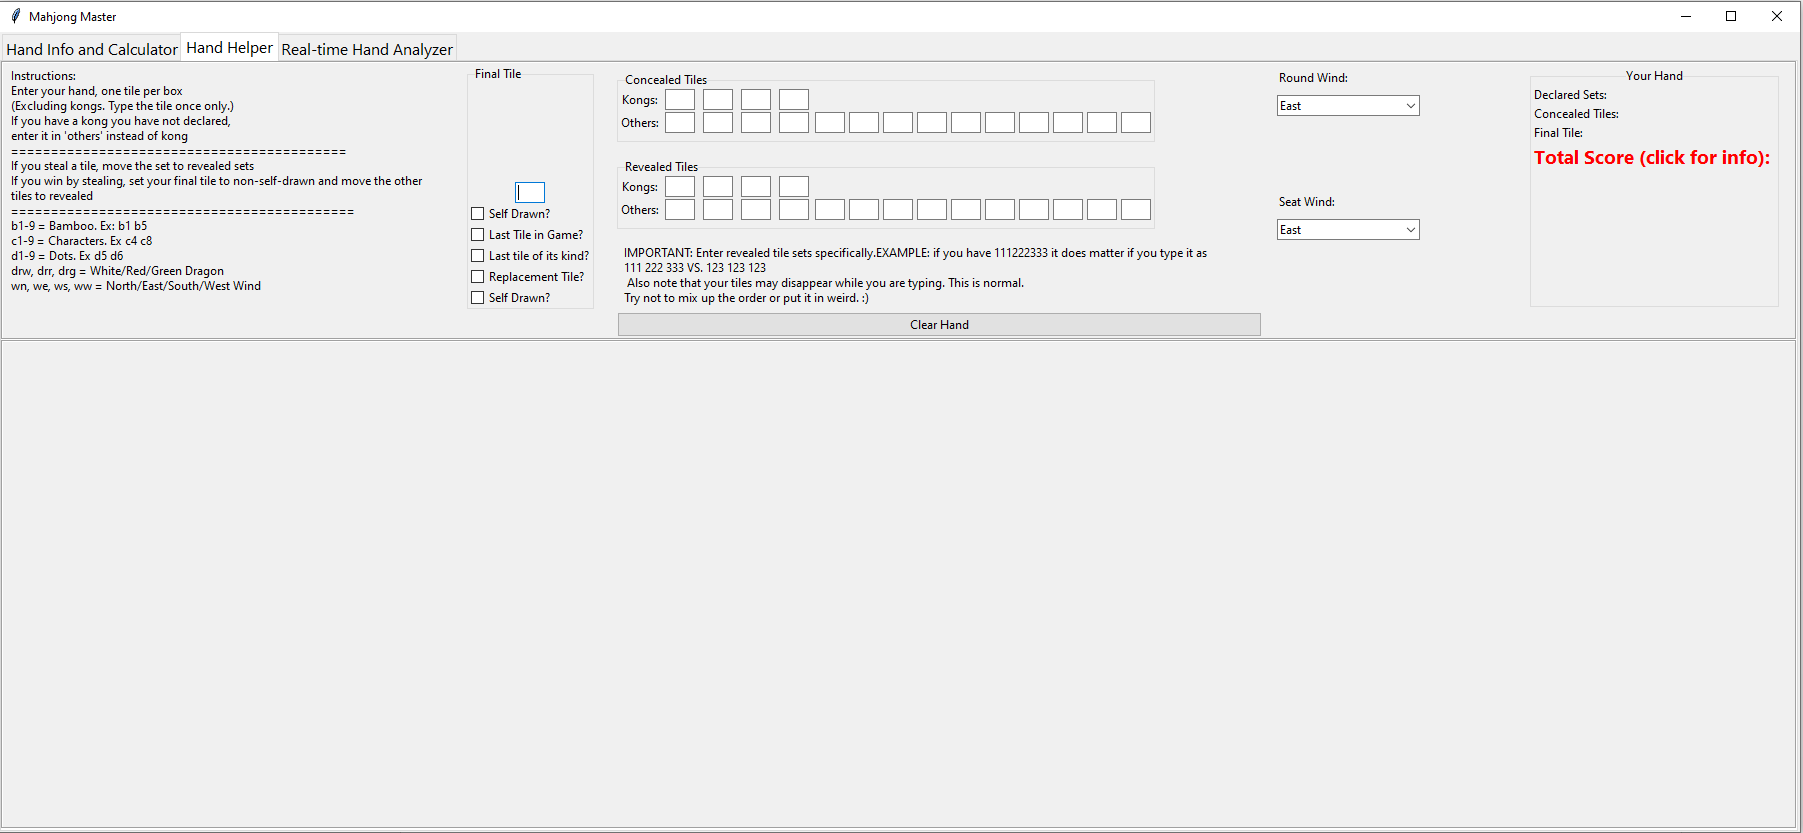 Mahjong Master
Hand Info and Calculator
Hand Helper
Real-time Hand Analyzer
Instructions:
Enter your hand, one tile per box
(Excluding kongs. Type the tile once only.)
If you have a kong you have not declared,
enter it in 'others' instead of kong
==========================================
If you steal a tile, move the set to revealed sets
If you win by stealing, set your final tile to non-self-drawn and move the other
tiles to revealed
===========================================
b1-9 = Bamboo. Ex: b1 b5
c1-9 = Characters. Ex c4 c8
d1-9 = Dots. Ex d5 d6
drw, drr, drg = White/Red/Green Dragon
wn, we, ws, ww = North/East/South/West Wind
Final Tile
Self Drawn?
Last Tile in Game?
Last tile of its kind?
Replacement Tile?
Self Drawn?
Concealed Tiles
Kongs:
Others:
Revealed Tiles
Kongs:
Others:
IMPORTANT: Enter revealed tile sets specifically.EXAMPLE: if you have 111222333 it does matter if you type it as
111 222 333 VS. 123 123 123
Also note that your tiles may disappear while you are typing. This is normal.
Try not to mix up the order or put it in weird. :)
Clear Hand
Round Wind:
East
Seat Wind:
East
Your Hand
Declared Sets:
Concealed Tiles:
Final Tile:
Total Score (click for info):